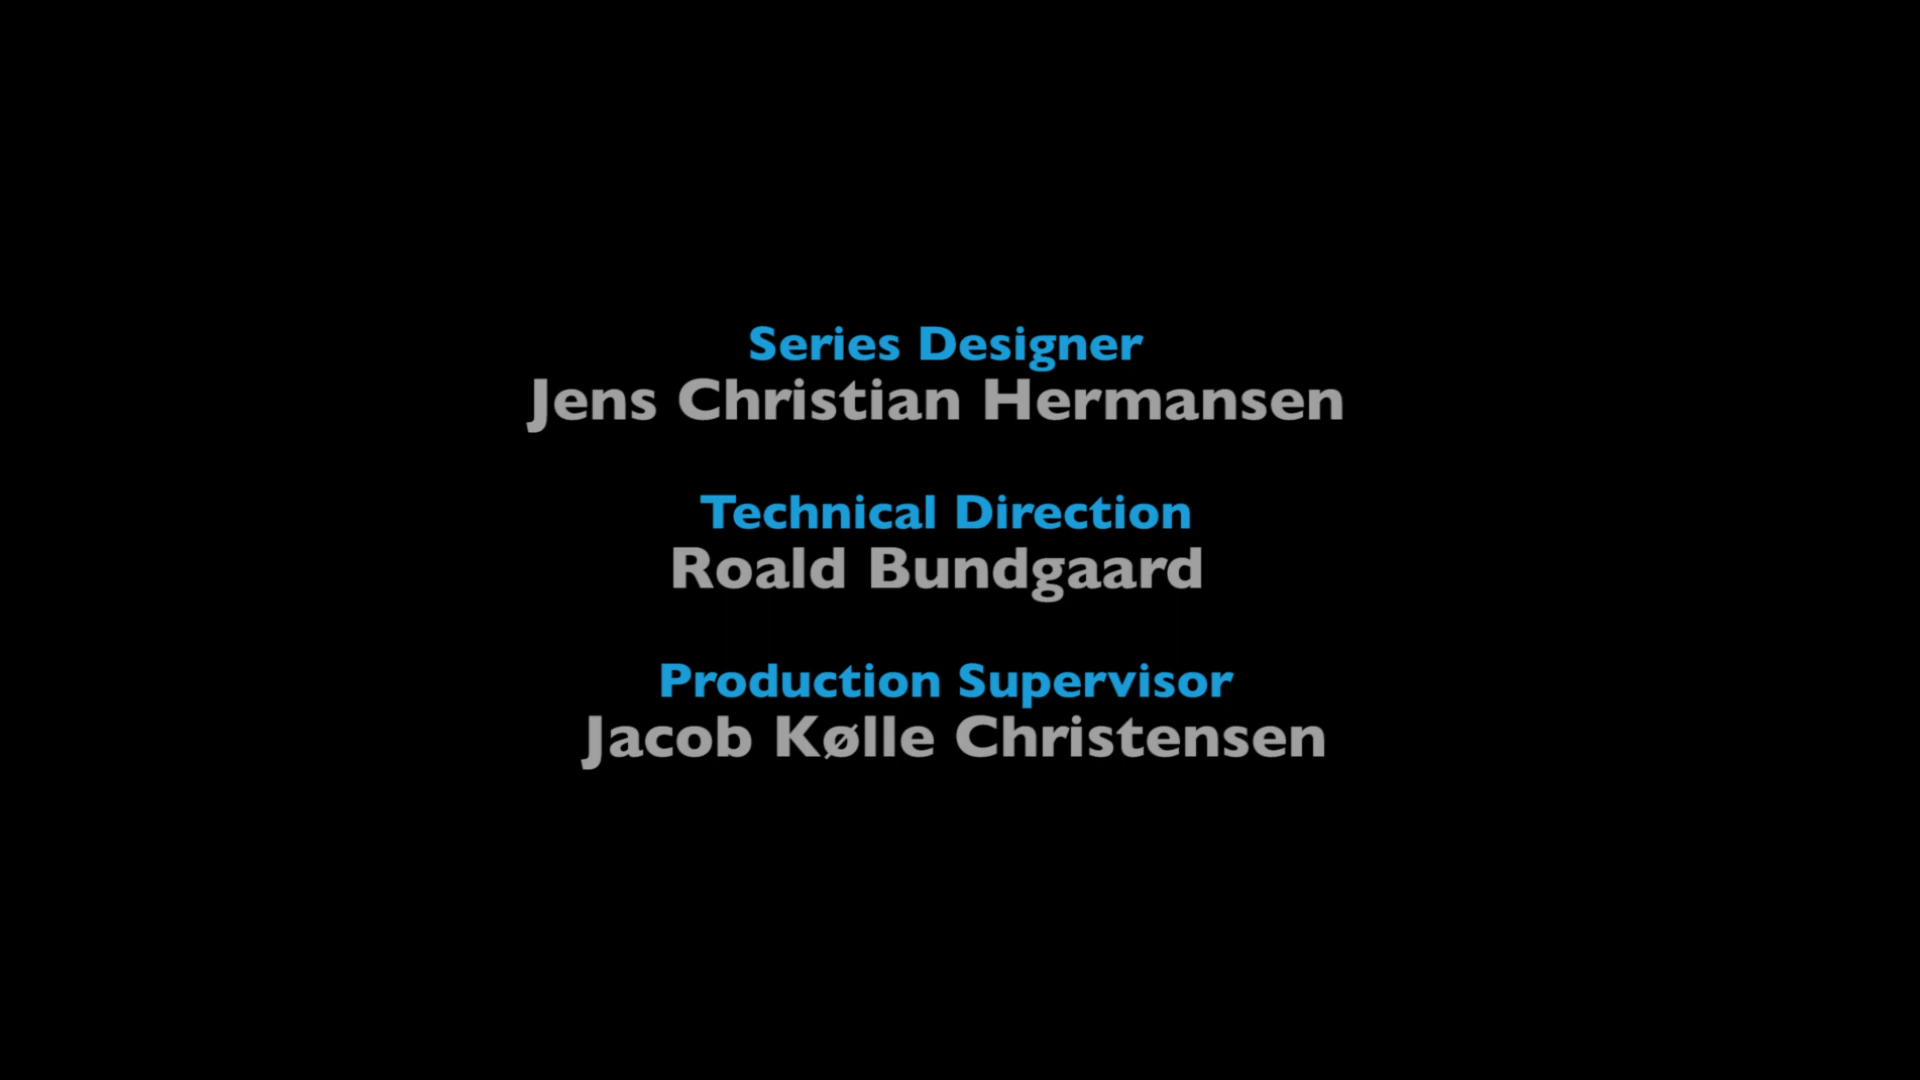 Series Designer
Jens Christian Hermansen
Technical Direction
Roald Bundgaard
Production Supervisor
Jacob Kølle Christensen